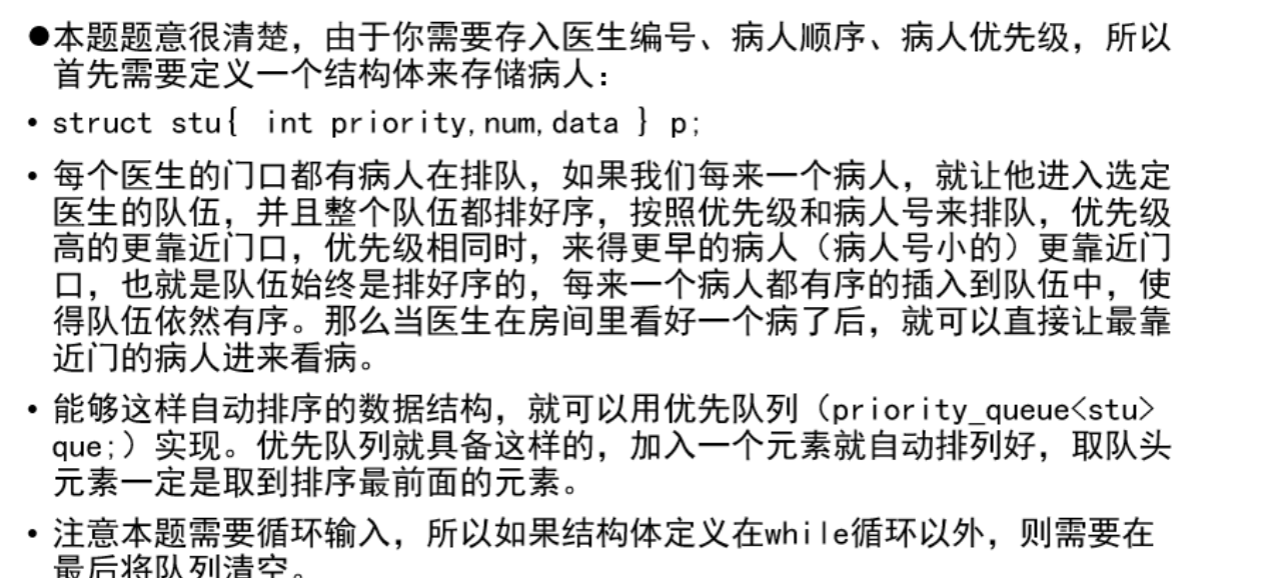 ●本题题意很清楚，由于你需要存入医生编号、病人顺序、病人优先级，所以
首先需要定义一个结构体来存储病人：
• struct stu{ int priority,num,data } p;
• 每个医生的门口都有病人在排队，如果我们每来一个病人，就让他进入选定
医生的队伍，并且整个队伍都排好序，按照优先级和病人号来排队，优先级
高的更靠近门口，优先级相同时，来得更早的病人（病人号小的）更靠近门
口，也就是队伍始终是排好序的，每来一个病人都有序的插入到队伍中，使
得队伍依然有序。那么当医生在房间里看好一个病了后，就可以直接让最靠
近门的病人进来看病。
• 能够这样自动排序的数据结构，就可以用优先队列（priority_queue<stu>
que;）实现。优先队列就具备这样的，加入一个元素就自动排列好，取队头
元素一定是取到排序最前面的元素。
• 注意本题需要循环输入，所以如果结构体定义在while循环以外，则需要在
最后将队列清空。